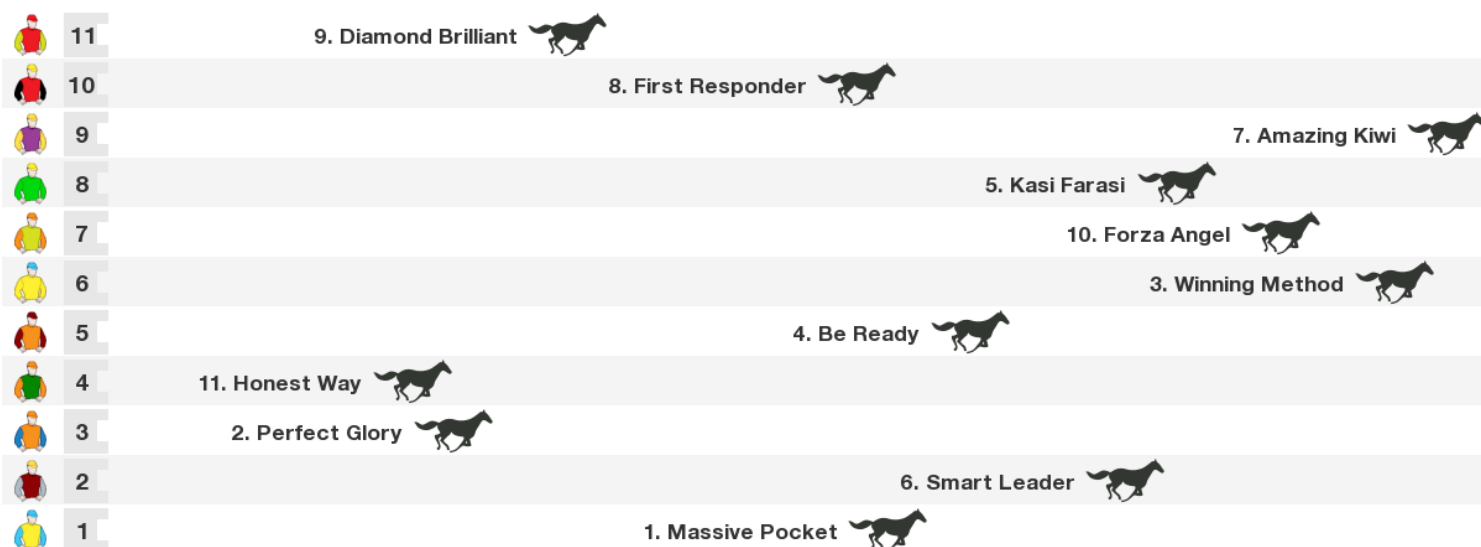 11 9. Diamond Brilliant
10 8. First Responder
9 7. Amazing Kiwi
8 5. Kasi Farasi
7 10. Forza Angel
6 3. Winning Method
5 4. Be Ready
4 11. Honest Way
3 2. Perfect Glory
2 6. Smart Leader
1 1. Massive Pocket